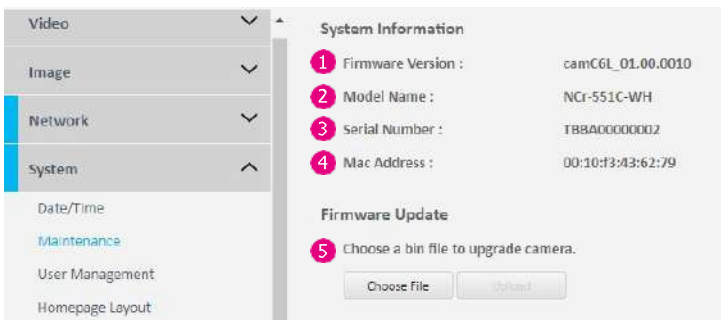 Video
Image
Network
System
Date/Time
Maintenance
User Management
Homepage Layout
System Information
1 Firmware Version : camC6L_01.00.0010
2 Model Name : NCr-551C-WH
3 Serial Number : TBBA00000002
4 Mac Address : 00:10:f3:43:62:79
Firmware Update
5 Choose a bin file to upgrade camera.
Choose File Upload